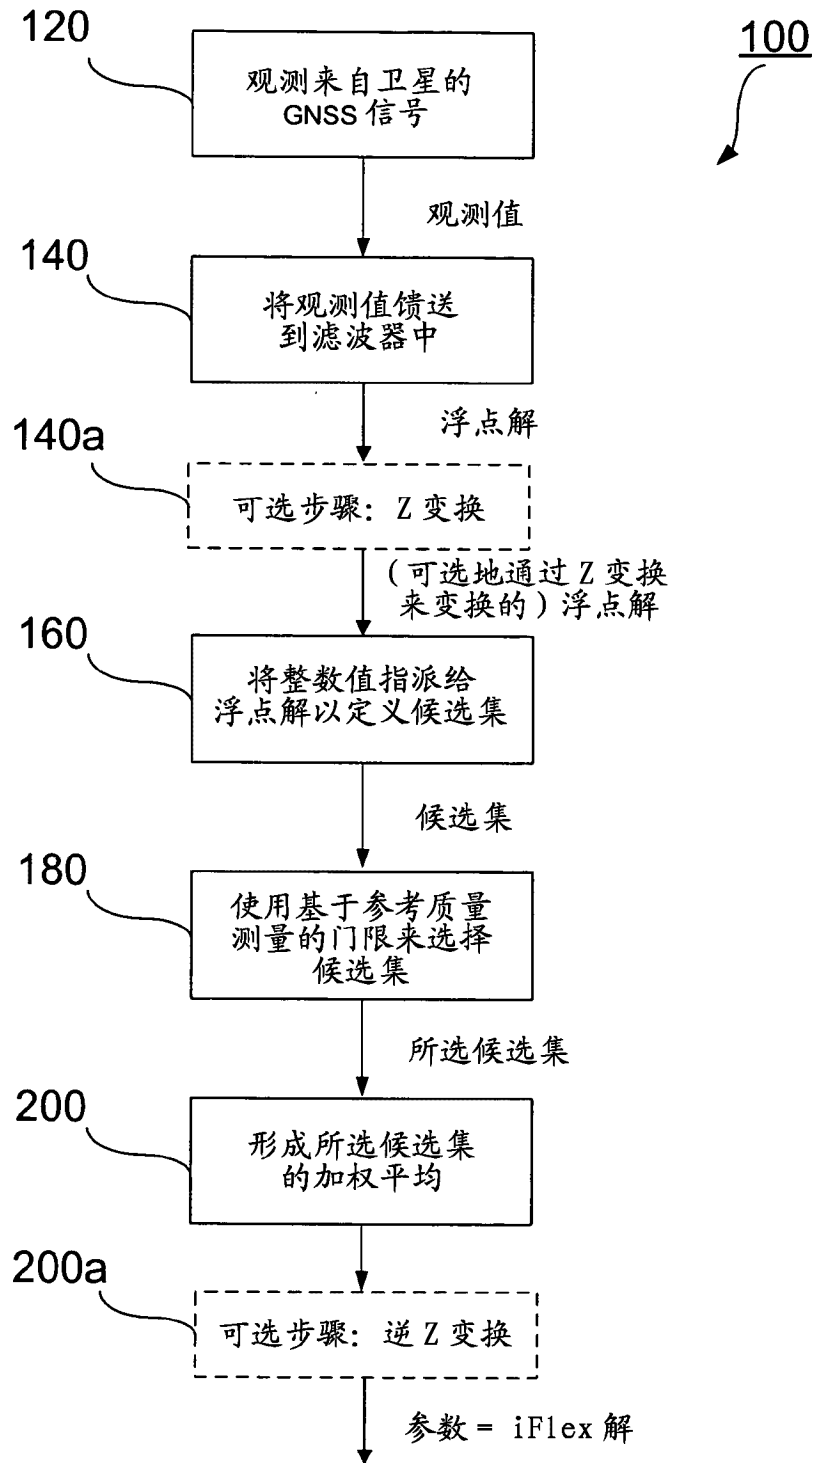 100
120
观测来自卫星的
GNSS 信号
观测值
140
将观测值馈送
到滤波器中
浮点解
140a
可选步骤：Z 变换
（可选地通过 Z 变换
来变换的）浮点解
160
将整数值指派给
浮点解以定义候选集
候选集
180
使用基于参考质量
测量的门限来选择
候选集
所选候选集
200
形成所选候选集
的加权平均
200a
可选步骤：逆 Z 变换
参数 = iFlex 解